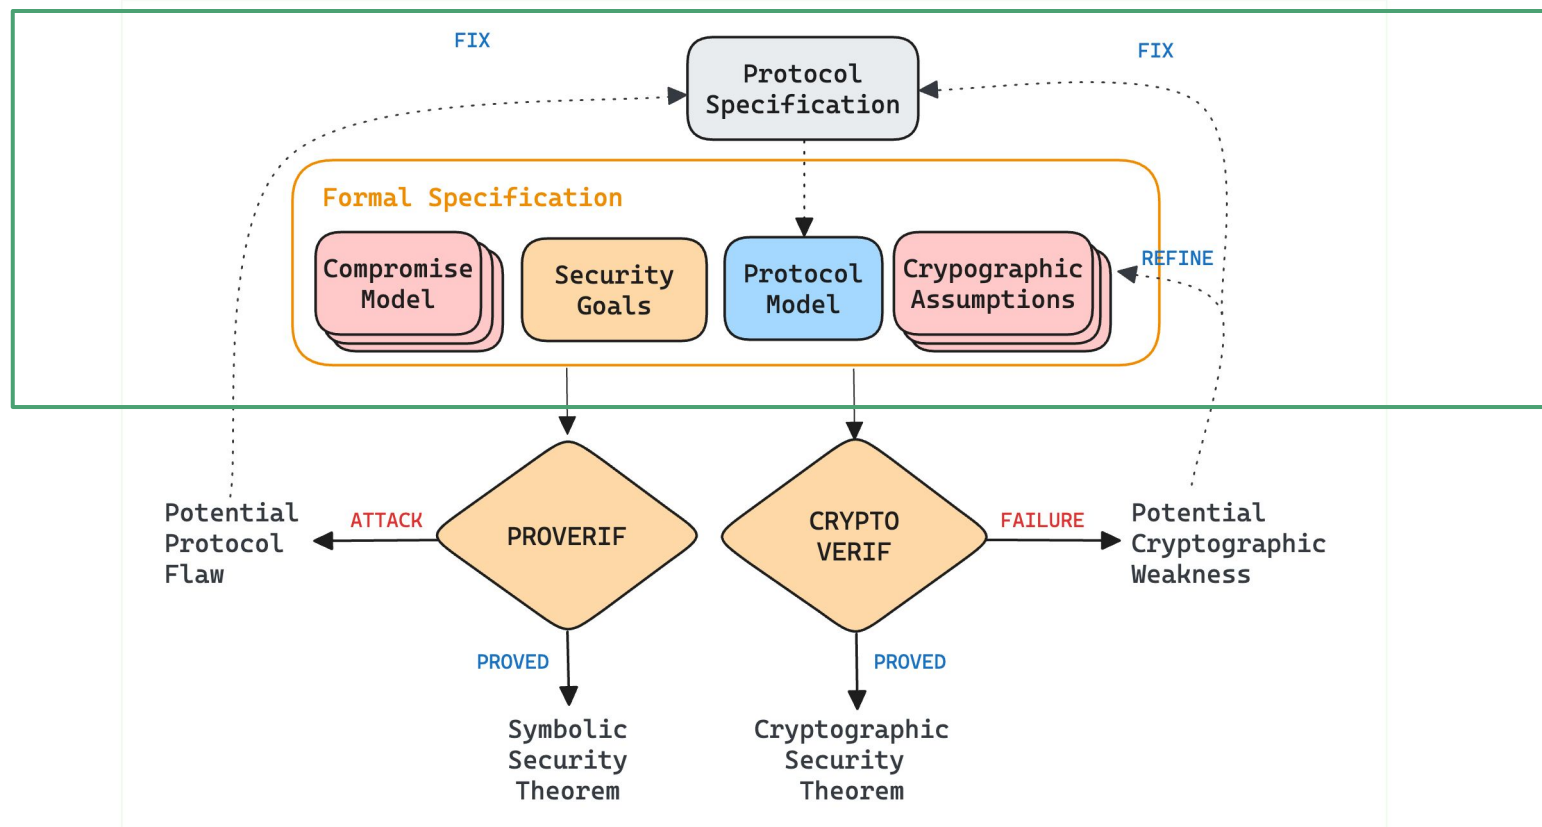 FIX
FIX
Protocol
Specification
Formal Specification
Compromise
Model
Security
Goals
Protocol
Model
Crypographic
Assumptions
REFINE
PROVERIF
CRYPTO
VERIF
ATTACK
FAILURE
Potential
Protocol
Flaw
Potential
Cryptographic
Weakness
PROVED
PROVED
Symbolic
Security
Theorem
Cryptographic
Security
Theorem